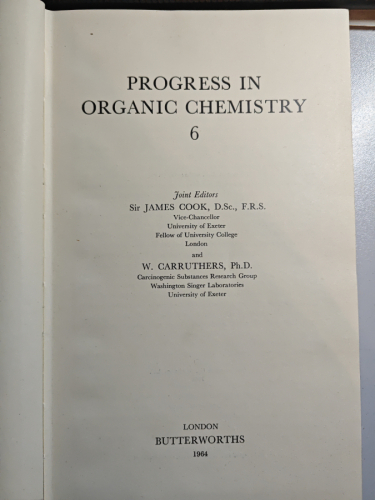 PROGRESS IN
ORGANIC CHEMISTRY
6
Joint Editors
Sir JAMES COOK, D.Sc., F.R.S.
Vice-Chancellor
University of Exeter
Fellow of University College
London
and
W. CARRUTHERS, Ph.D.
Carcinogenic Substances Research Group
Washington Singer Laboratories
University of Exeter
LONDON
BUTTERWORTHS
1964